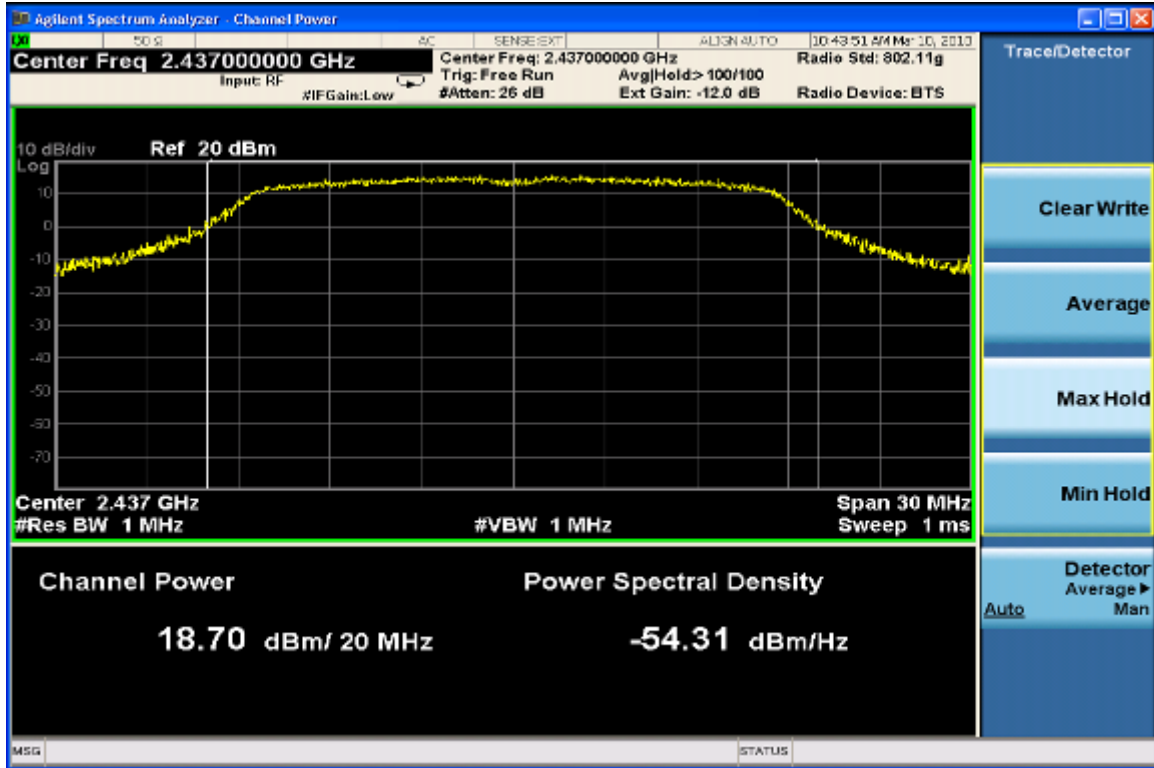 Agilent Spectrum Analyzer - Channel Power
50 Ω AC SENSE:EXT ALIGN AUTO 10:43:51 AM Mar 10, 2010
Center Freq 2.437000000 GHz
Input: RF
#IFGain:Low
Center Freq: 2.437000000 GHz
Trig: Free Run Avg|Hold:> 100/100
#Atten: 26 dB Ext Gain: -12.0 dB
Radio Std: 802.11g
Radio Device: BTS
10 dB/div Ref 20 dBm
Log
10
0
-10
-20
-30
-40
-50
-60
-70
Center 2.437 GHz Span 30 MHz
#Res BW 1 MHz #VBW 1 MHz Sweep 1 ms
Channel Power Power Spectral Density
18.70 dBm/ 20 MHz -54.31 dBm/Hz
MSG STATUS
Trace/Detector
Clear Write
Average
Max Hold
Min Hold
Detector
Average
Auto Man